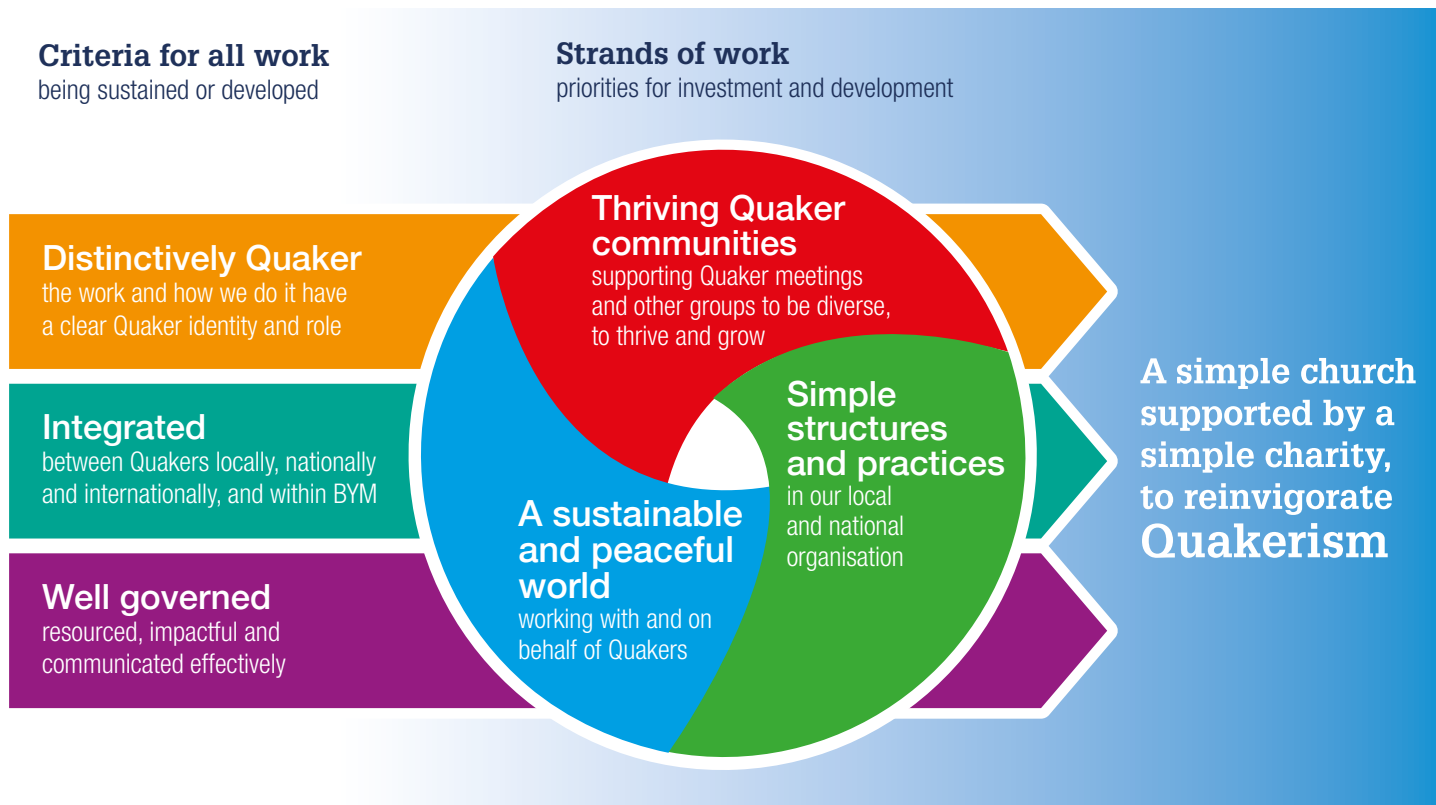 Criteria for all work
being sustained or developed
Strands of work
priorities for investment and development
Distinctively Quaker
the work and how we do it have
a clear Quaker identity and role
Integrated
between Quakers locally, nationally
and internationally, and within BYM
Well governed
resourced, impactful and
communicated effectively
Thriving Quaker
communities
supporting Quaker meetings
and other groups to be diverse,
to thrive and grow
Simple
structures
and practices
in our local
and national
organisation
A sustainable
and peaceful
world
working with and on
behalf of Quakers
A simple church
supported by a
simple charity,
to reinvigorate
Quakerism